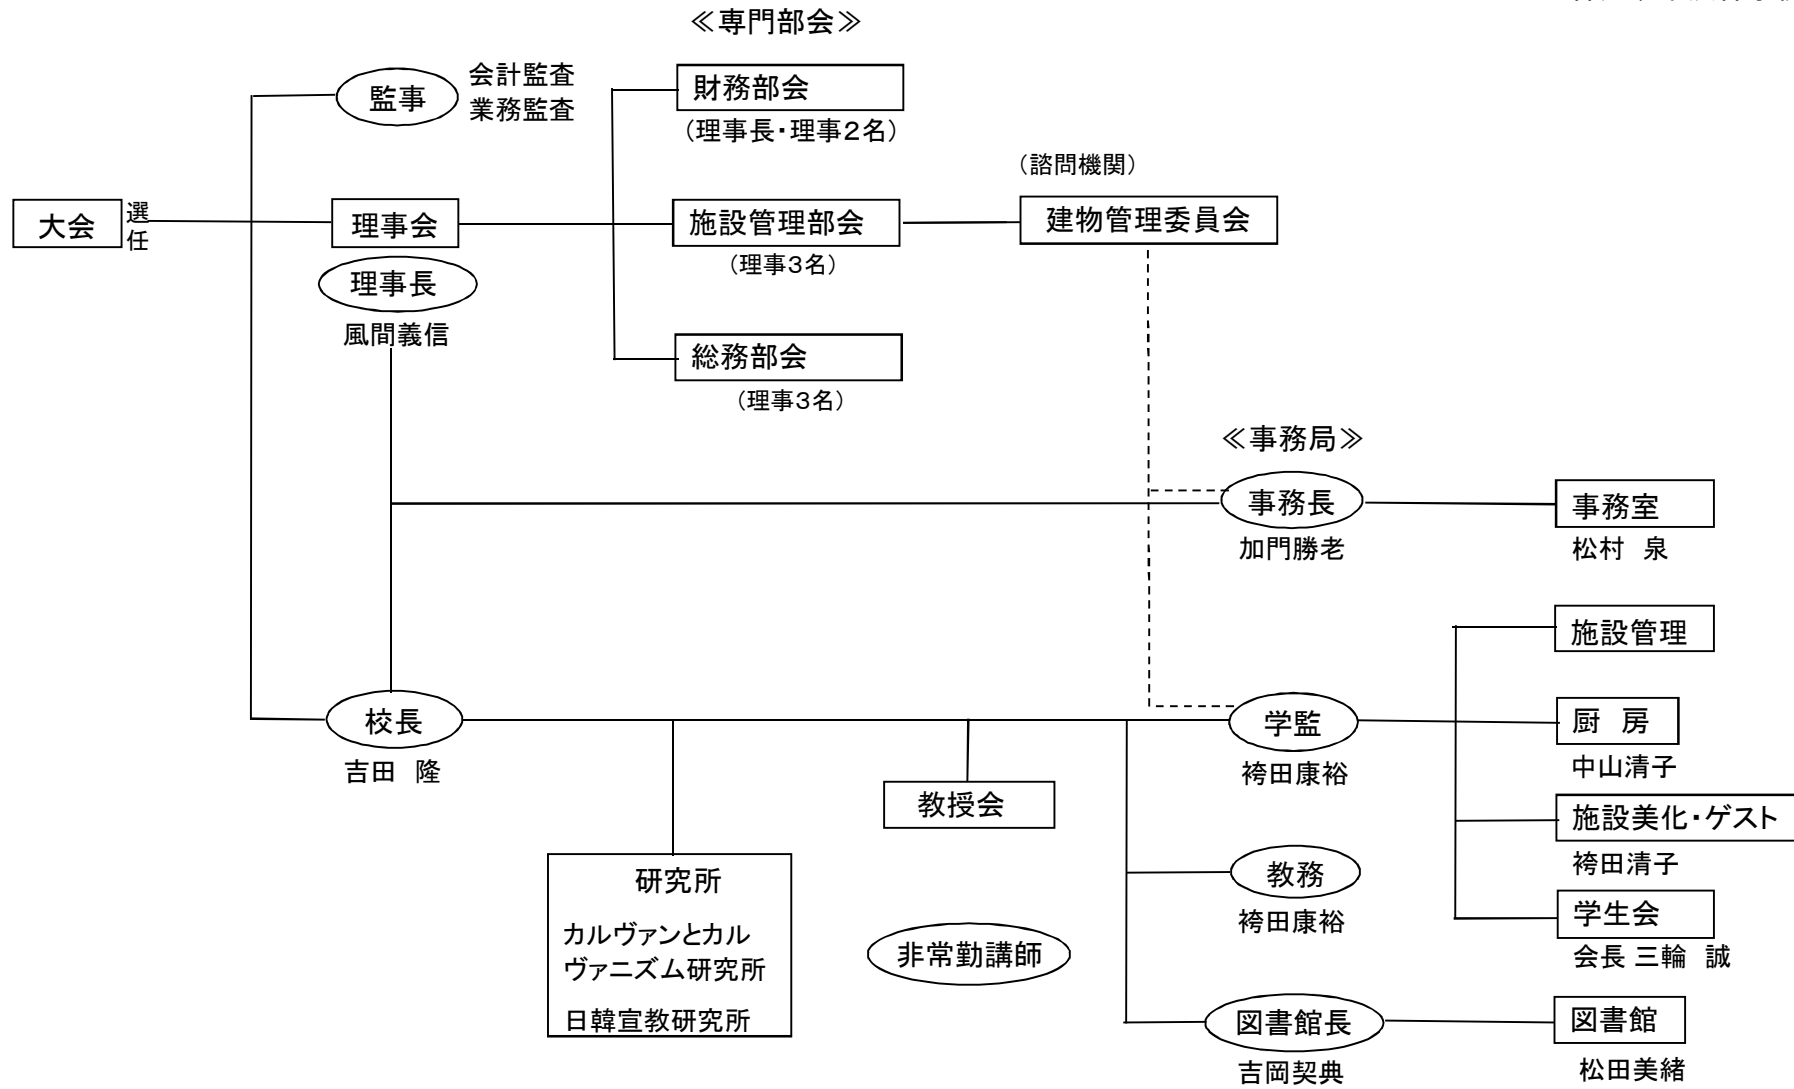 ≪専門部会≫
監事
会計監査
業務監査
財務部会
（理事長・理事２名）
（諮問機関）
大会
選任
理事会
施設管理部会
（理事３名）
建物管理委員会
理事長
風間義信
総務部会
（理事３名）
≪事務局≫
事務長
加門勝老
事務室
松村　泉
施設管理
校長
吉田　隆
学監
袴田康裕
厨　房
中山清子
教授会
施設美化・ゲスト
袴田清子
研究所
カルヴァンとカル
ヴァニズム研究所
日韓宣教研究所
非常勤講師
教務
袴田康裕
学生会
会長 三輪　誠
図書館長
吉岡契典
図書館
松田美緒